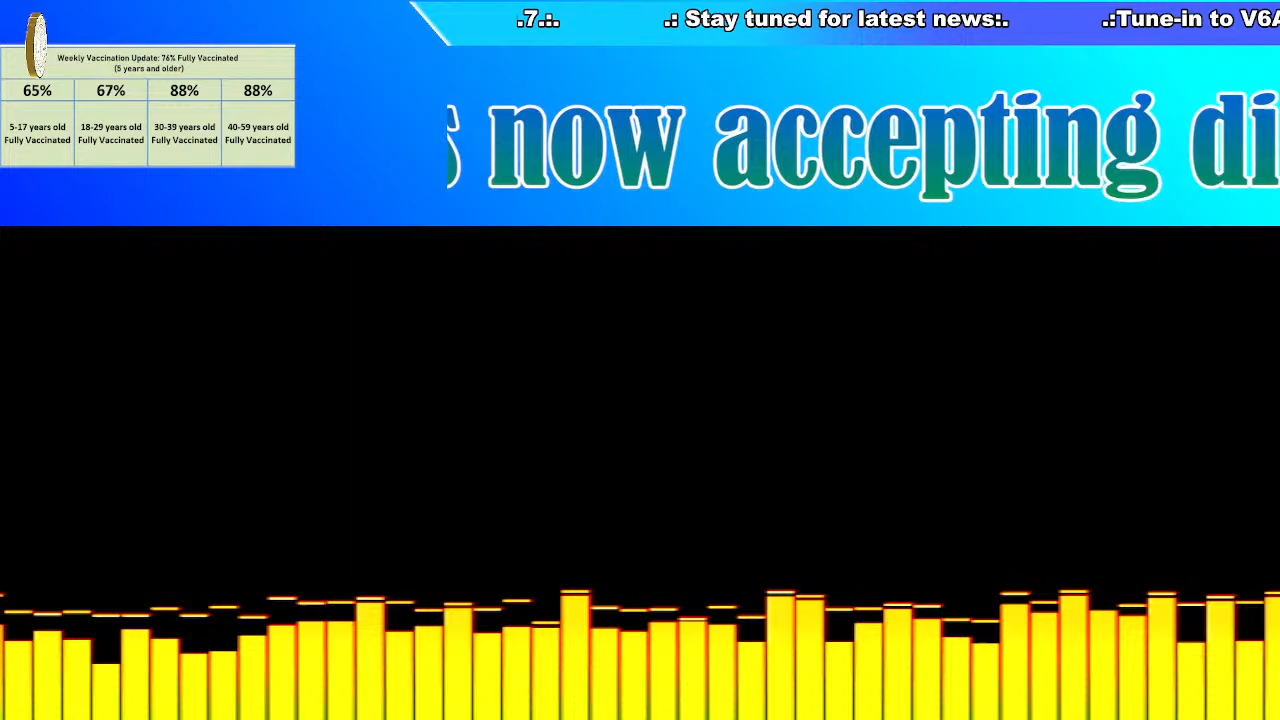 .7.:. .: Stay tuned for latest news:. .:Tune-in to V6A
Weekly Vaccination Update: 76% Fully Vaccinated
(5 years and older)
65% 67% 88% 88%
5-17 years old 18-29 years old 30-39 years old 40-59 years old
Fully Vaccinated Fully Vaccinated Fully Vaccinated Fully Vaccinated
s now accepting di